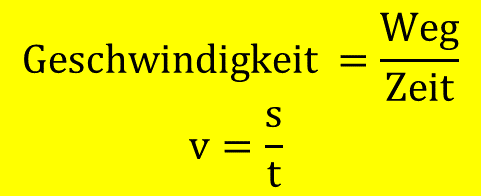 Geschwindigkeit = Weg/Zeit
v = s/t